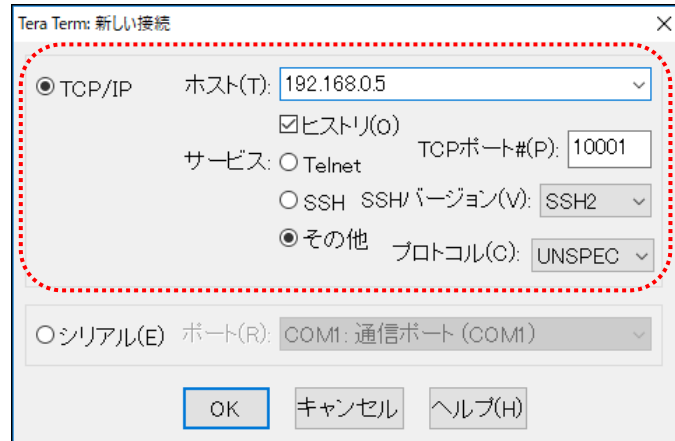 Tera Term: 新しい接続
TCP/IP
ホスト(T): 192.168.0.5
ヒストリ(O)
サービス: Telnet TCPポート#(P): 10001
SSH SSHバージョン(V): SSH2
その他 プロトコル(C): UNSPEC
シリアル(E) ポート(R): COM1: 通信ポート (COM1)
OK キャンセル ヘルプ(H)